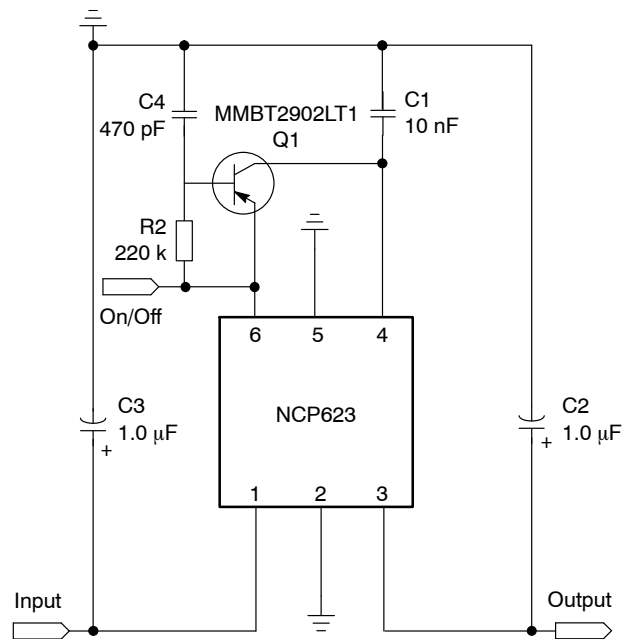 C4
470 pF
MMBT2902LT1
Q1
C1
10 nF
R2
220 k
On/Off
6
5
4
C3
1.0 µF
+
NCP623
C2
1.0 µF
+
1
2
3
Input
Output